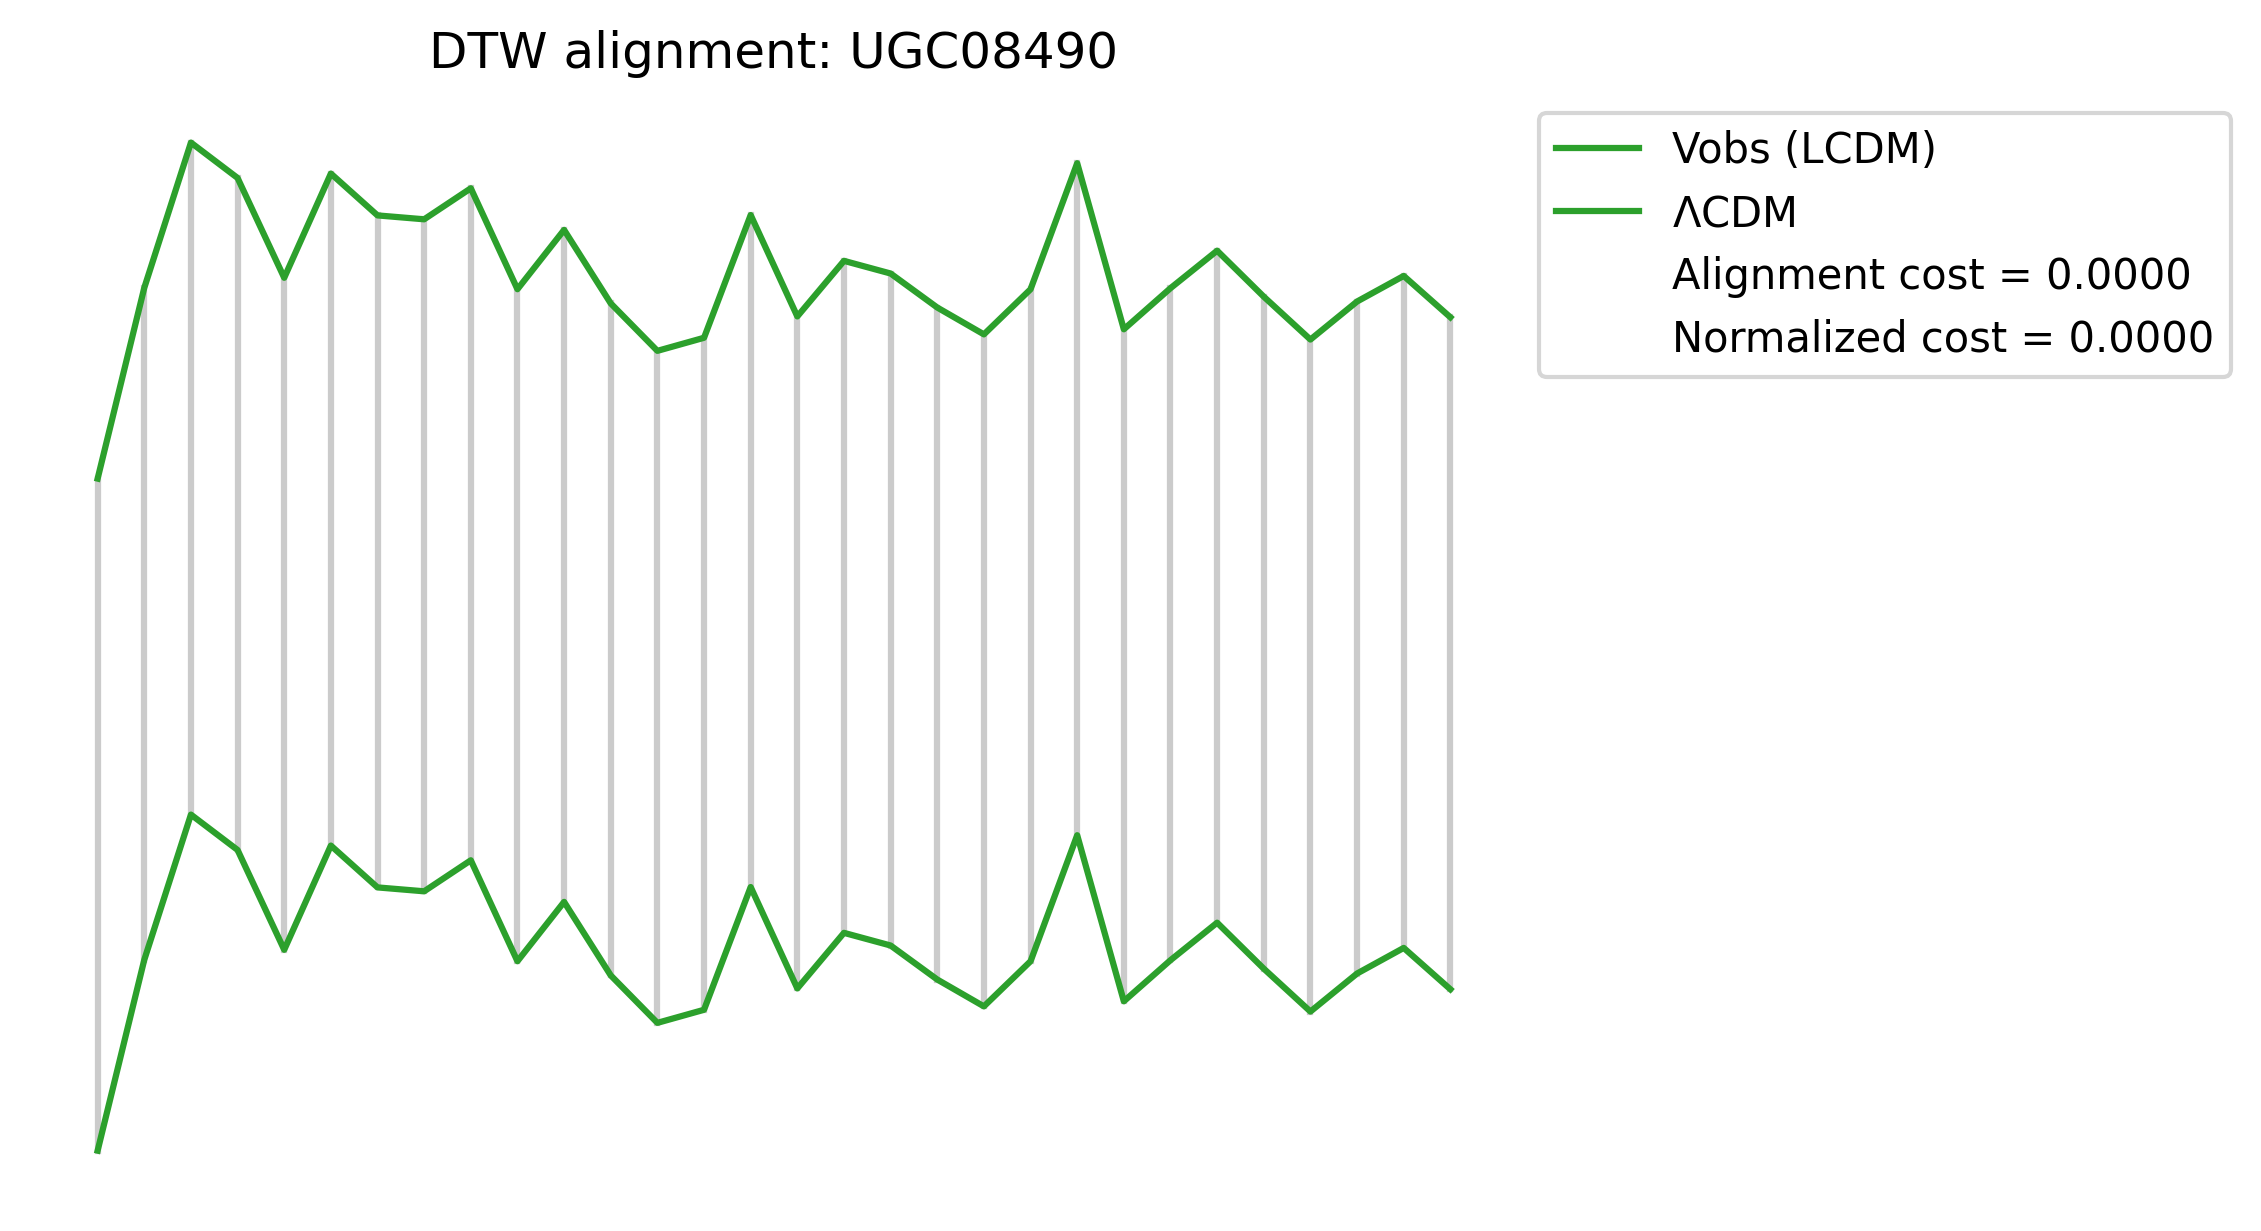 DTW alignment: UGC08490
Vobs (LCDM)
ΛCDM
Alignment cost = 0.0000
Normalized cost = 0.0000